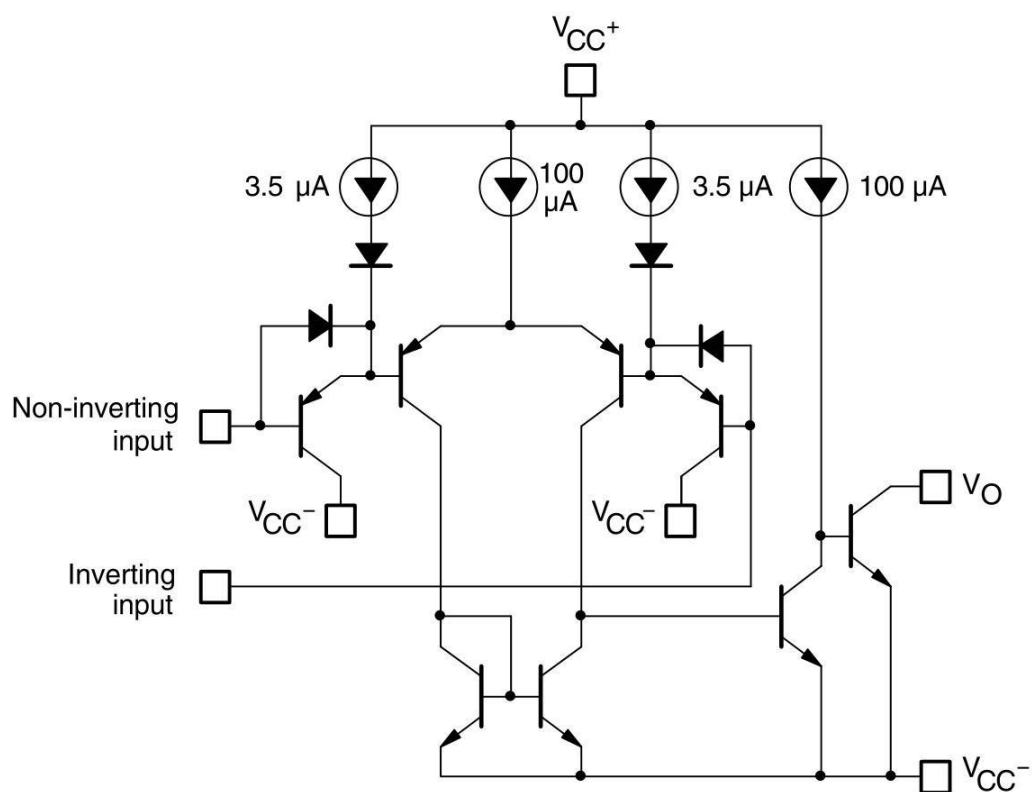 VCC+
3.5 µA
100
µA
3.5 µA
100 µA
Non-inverting
input
VCC−
VCC−
VO
Inverting
input
VCC−